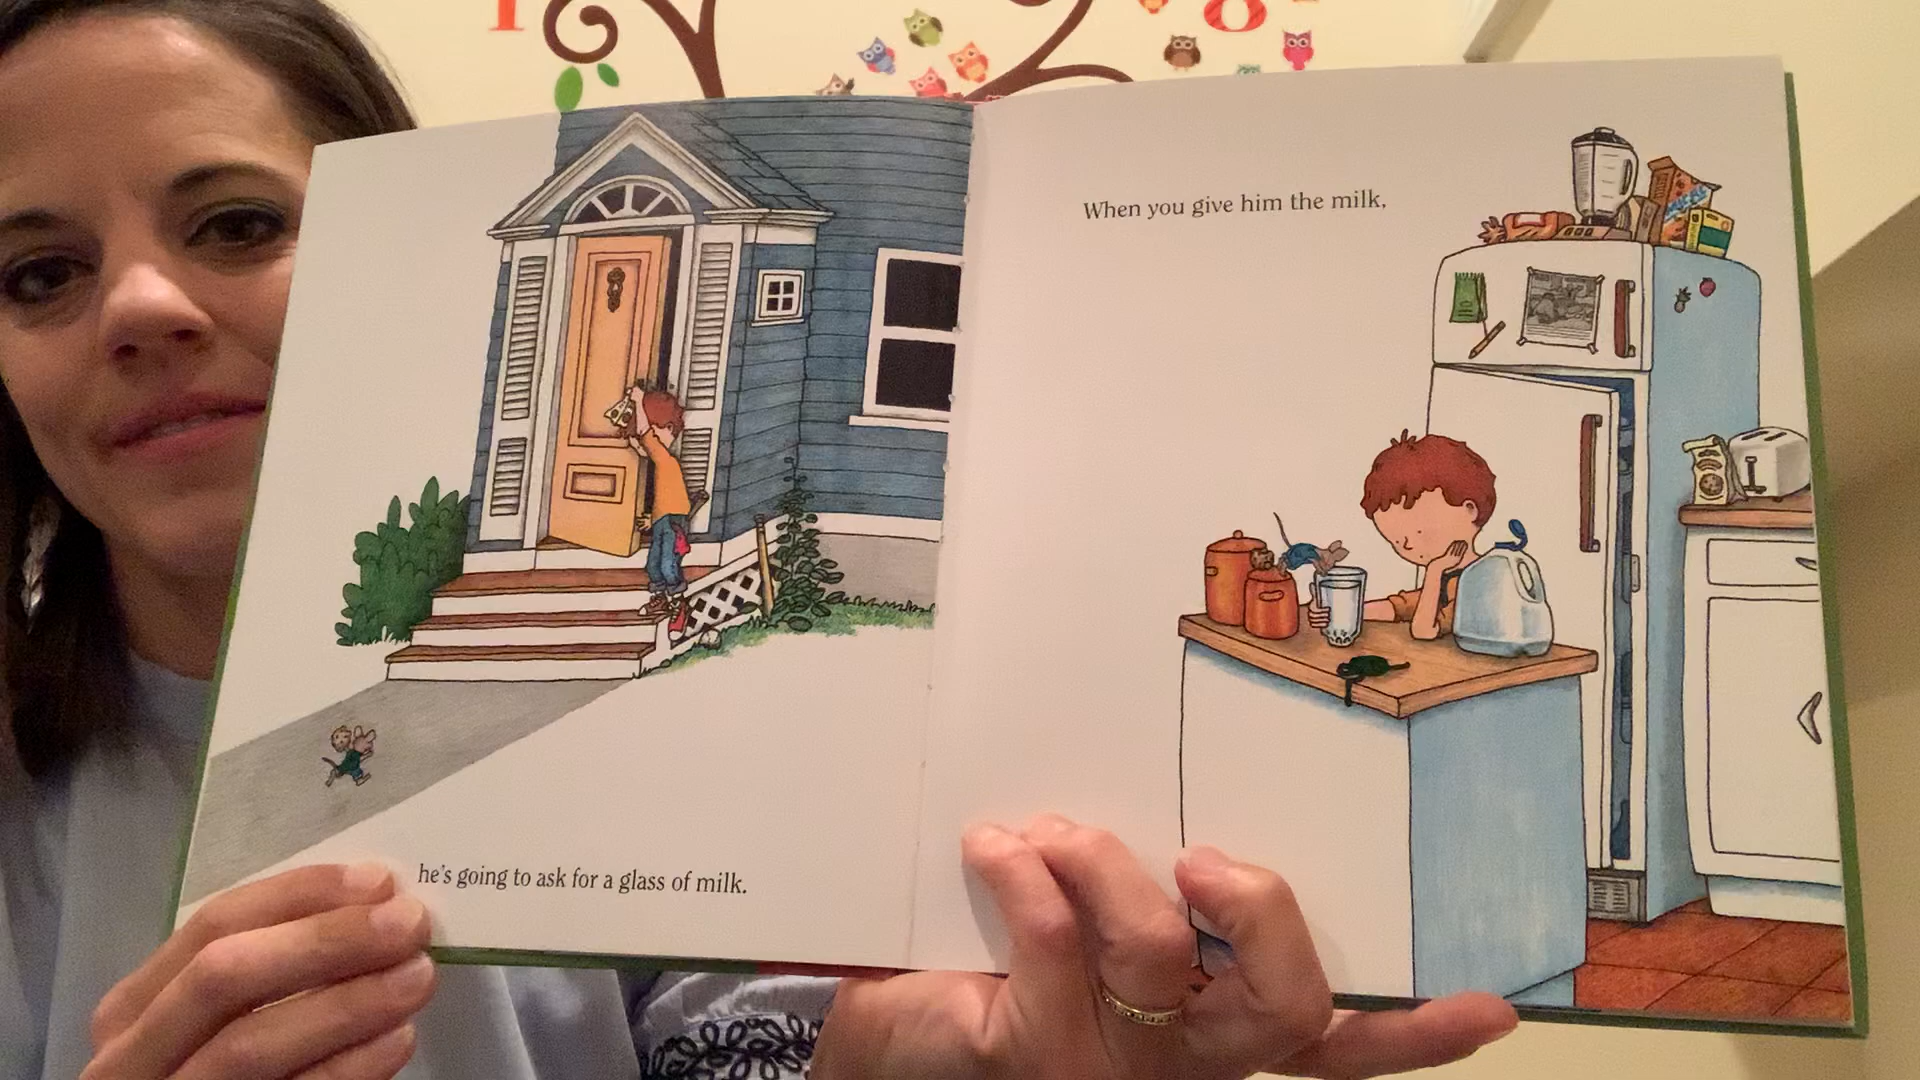 he's going to ask for a glass of milk.
When you give him the milk,